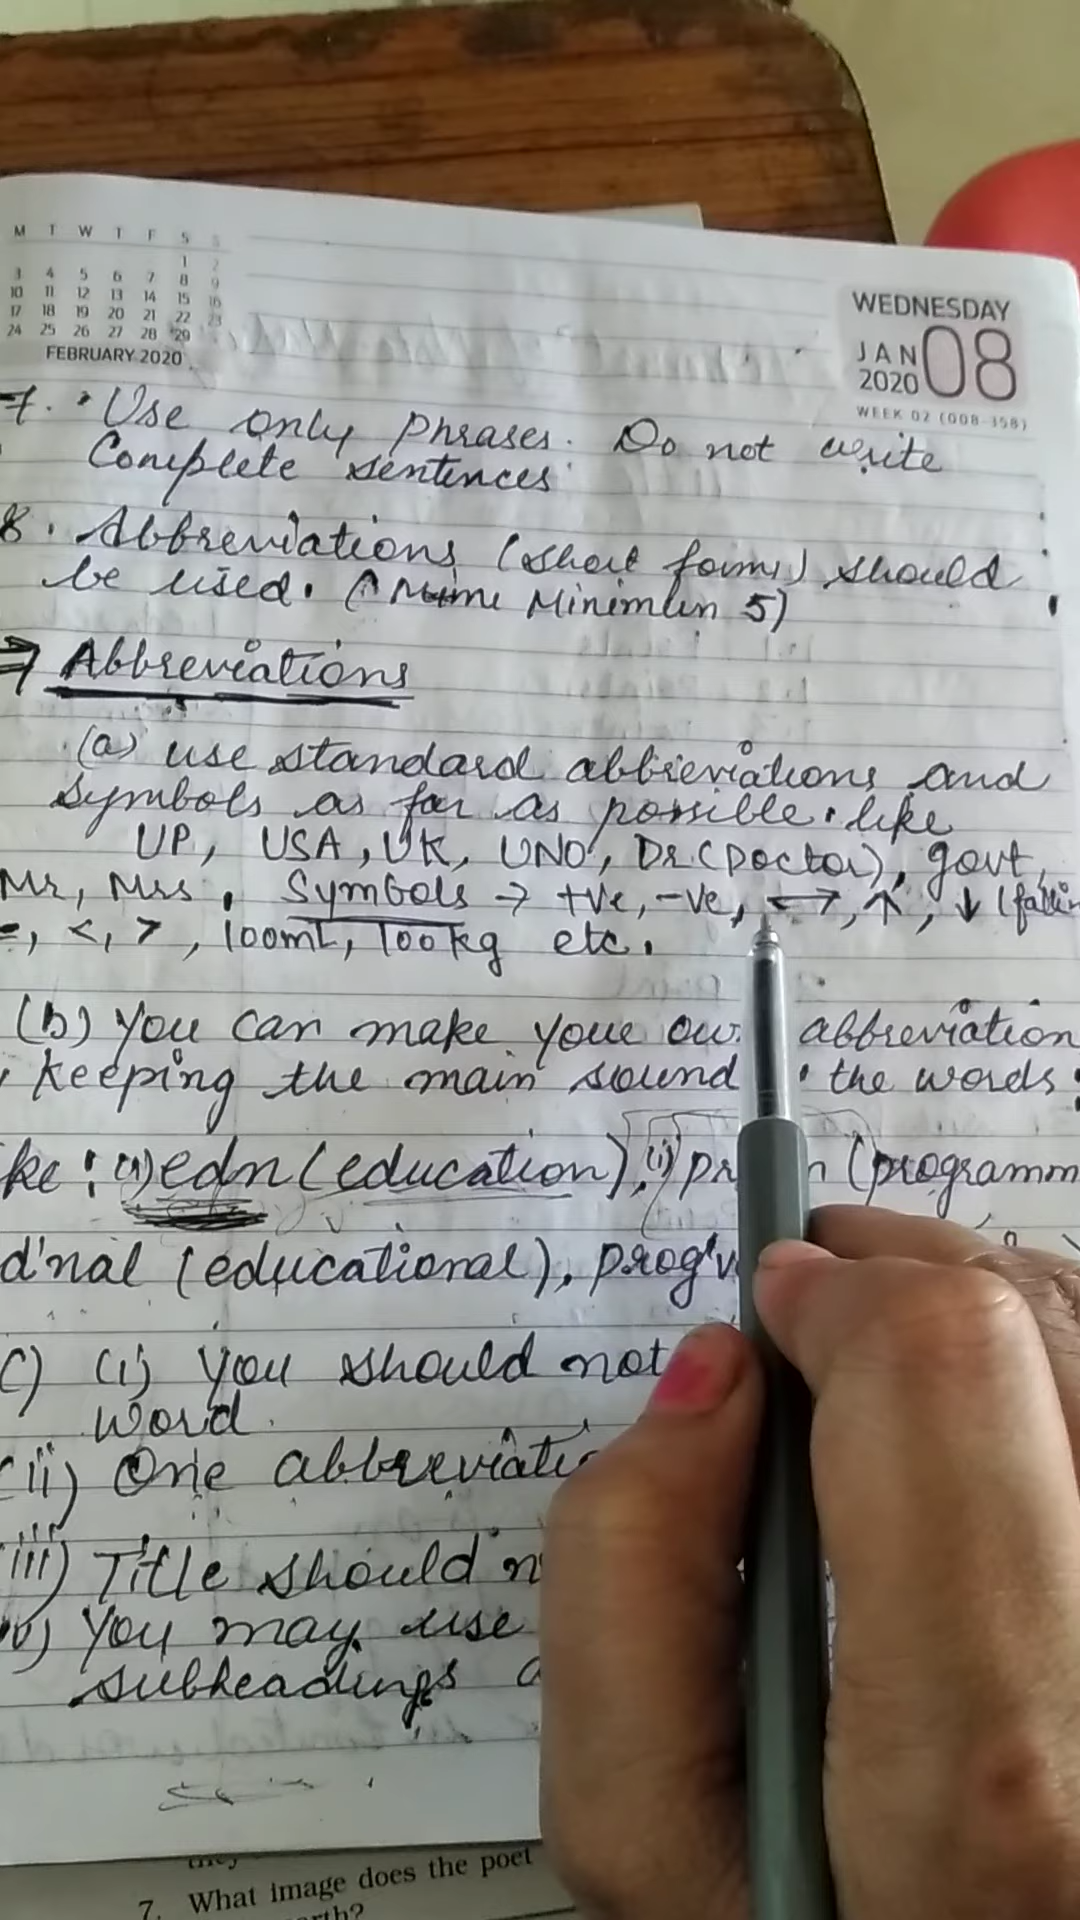 M T W T F S S
1 2
3 4 5 6 7 8 9
10 11 12 13 14 15 16
17 18 19 20 21 22 23
24 25 26 27 28 29
FEBRUARY 2020
WEDNESDAY
JAN 2020 08
WEEK 02 (008-358)
7. Use only Phrases. Do not write
Complete sentences
8. Abbreviations (short forms) should
be used. (Minimum 5)
⇒ Abbreviations
(a) use standard abbreviations and
Symbols as far as possible. like
UP, USA, UK, UNO, Dr. (Doctor), govt,
Mr, Mrs. Symbols → +ve, -ve, ↔, ↑, ↓ (fallin
=, <, >, 100ml, 100kg etc.
(b) You can make your ow abbreviation
, keeping the main sound the words
ke: (i) edn (education), (ii) pr n (programm
d'nal (educational), prog'v
C) (i) You should not
word.
(ii) One abbreviatio
iii) Title should n
iv) You may use
subheadings
7. What image does the poet